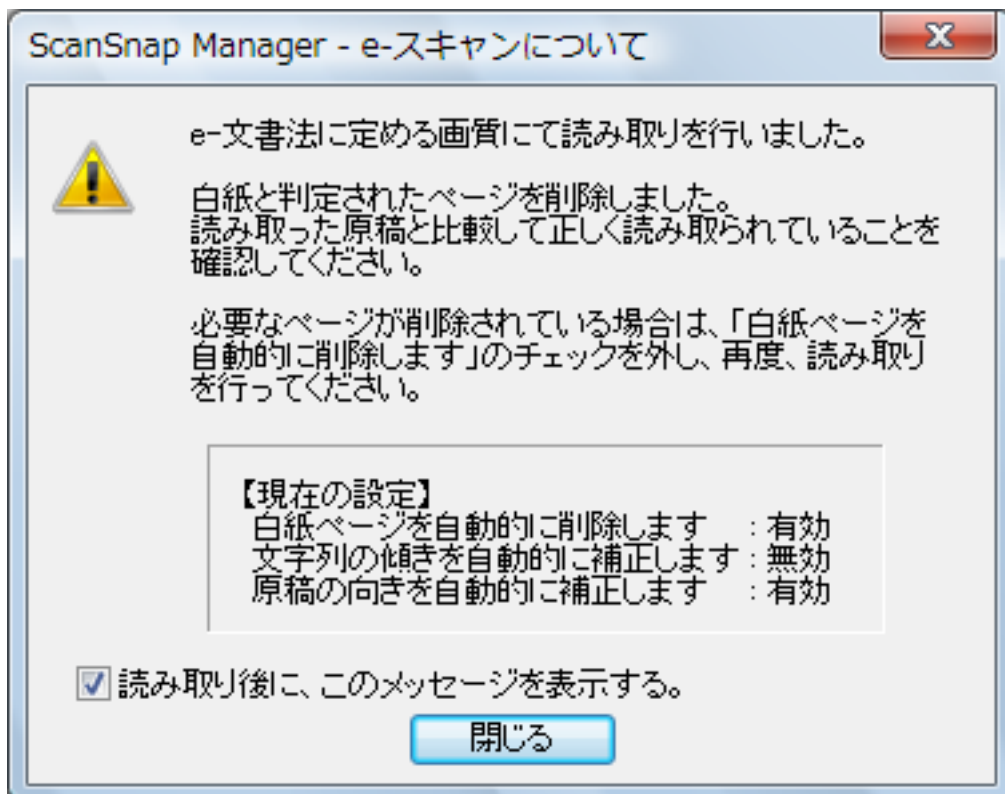 ScanSnap Manager - e-スキャンについて
e-文書法に定める画質にて読み取りを行いました。
白紙と判定されたページを削除しました。
読み取った原稿と比較して正しく読み取られていることを
確認してください。
必要なページが削除されている場合は、「白紙ページを
自動的に削除します」のチェックを外し、再度、読み取り
を行ってください。
【現在の設定】
白紙ページを自動的に削除します　：有効
文字列の傾きを自動的に補正します：無効
原稿の向きを自動的に補正します　：有効
読み取り後に、このメッセージを表示する。
閉じる